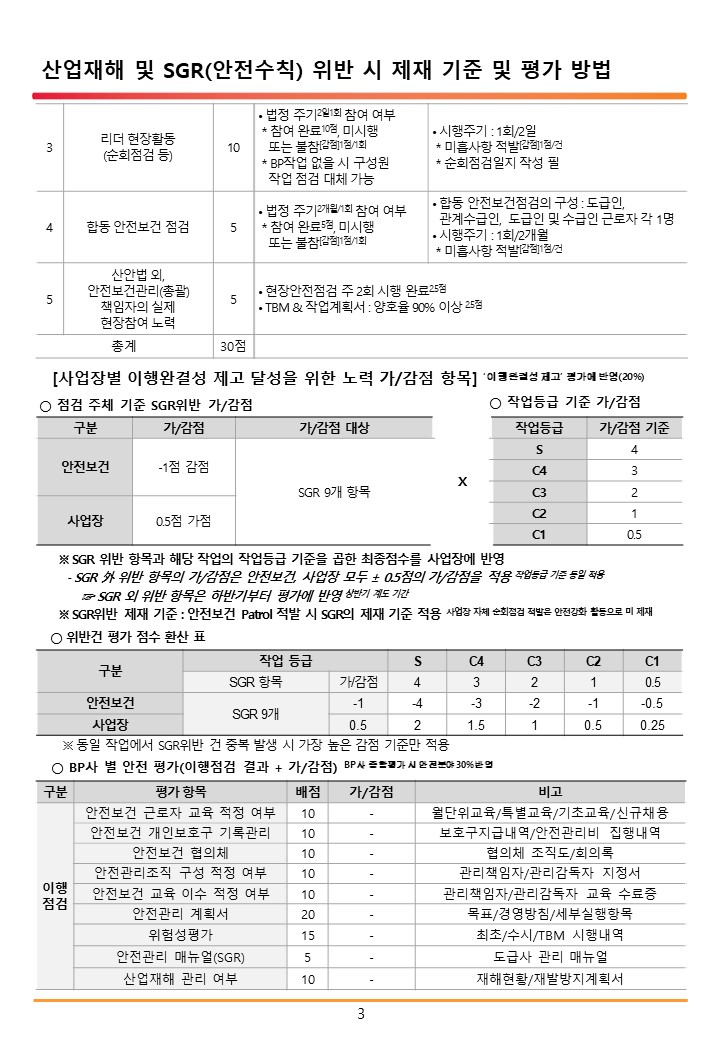 산업재해 및 SGR(안전수칙) 위반 시 제재 기준 및 평가 방법
3
리더 현장활동
(순회점검 등)
10
• 법정 주기2일1회 참여 여부
* 참여 완료10점, 미시행
또는 불참[감점]1점/1회
* BP작업 없을 시 구성원
작업 점검 대체 가능
• 시행주기 : 1회/2일
* 미흡사항 적발[감점]1점/건
* 순회점검일지 작성 필
4
합동 안전보건 점검
5
• 법정 주기2개월/1회 참여 여부
* 참여 완료5점, 미시행
또는 불참[감점]1점/1회
• 합동 안전보건점검의 구성 : 도급인,
관계수급인, 도급인 및 수급인 근로자 각 1명
• 시행주기 : 1회/2개월
* 미흡사항 적발[감점]1점/건
5
산안법 외,
안전보건관리(총괄)
책임자의 실제
현장참여 노력
5
• 현장안전점검 주 2회 시행 완료2.5점
• TBM & 작업계획서 : 양호율 90% 이상 2.5점
총계
30점
[사업장별 이행완결성 제고 달성을 위한 노력 가/감점 항목] '이행완결성 제고' 평가에 반영(20%)
○ 점검 주체 기준 SGR위반 가/감점
구분 가/감점 가/감점 대상
안전보건 -1점 감점
SGR 9개 항목
사업장 0.5점 가점
X
○ 작업등급 기준 가/감점
작업등급 가/감점 기준
S 4
C4 3
C3 2
C2 1
C1 0.5
※ SGR 위반 항목과 해당 작업의 작업등급 기준을 곱한 최종점수를 사업장에 반영
- SGR 外 위반 항목의 가/감점은 안전보건, 사업장 모두 ± 0.5점의 가/감점을 적용 작업등급 기준 동일 적용
☞ SGR 외 위반 항목은 하반기부터 평가에 반영 상반기 계도 기간
※ SGR위반 제재 기준 : 안전보건 Patrol 적발 시 SGR의 제재 기준 적용 사업장 자체 순회점검 적발은 안전강화 활동으로 미 제재
○ 위반건 평가 점수 환산 표
구분 작업 등급 S C4 C3 C2 C1
SGR 항목 가/감점 4 3 2 1 0.5
안전보건 SGR 9개 -1 -4 -3 -2 -1 -0.5
사업장 0.5 2 1.5 1 0.5 0.25
※ 동일 작업에서 SGR위반 건 중복 발생 시 가장 높은 감점 기준만 적용
○ BP사 별 안전 평가(이행점검 결과 + 가/감점) BP사 종합평가 시 안전분야 30% 반영
구분 평가 항목 배점 가/감점 비고
이행
점검
안전보건 근로자 교육 적정 여부 10 - 월단위교육/특별교육/기초교육/신규채용
안전보건 개인보호구 기록관리 10 - 보호구지급내역/안전관리비 집행내역
안전보건 협의체 10 - 협의체 조직도/회의록
안전관리조직 구성 적정 여부 10 - 관리책임자/관리감독자 지정서
안전보건 교육 이수 적정 여부 10 - 관리책임자/관리감독자 교육 수료증
안전관리 계획서 20 - 목표/경영방침/세부실행항목
위험성평가 15 - 최초/수시/TBM 시행내역
안전관리 매뉴얼(SGR) 5 - 도급사 관리 매뉴얼
산업재해 관리 여부 10 - 재해현황/재발방지계획서
3